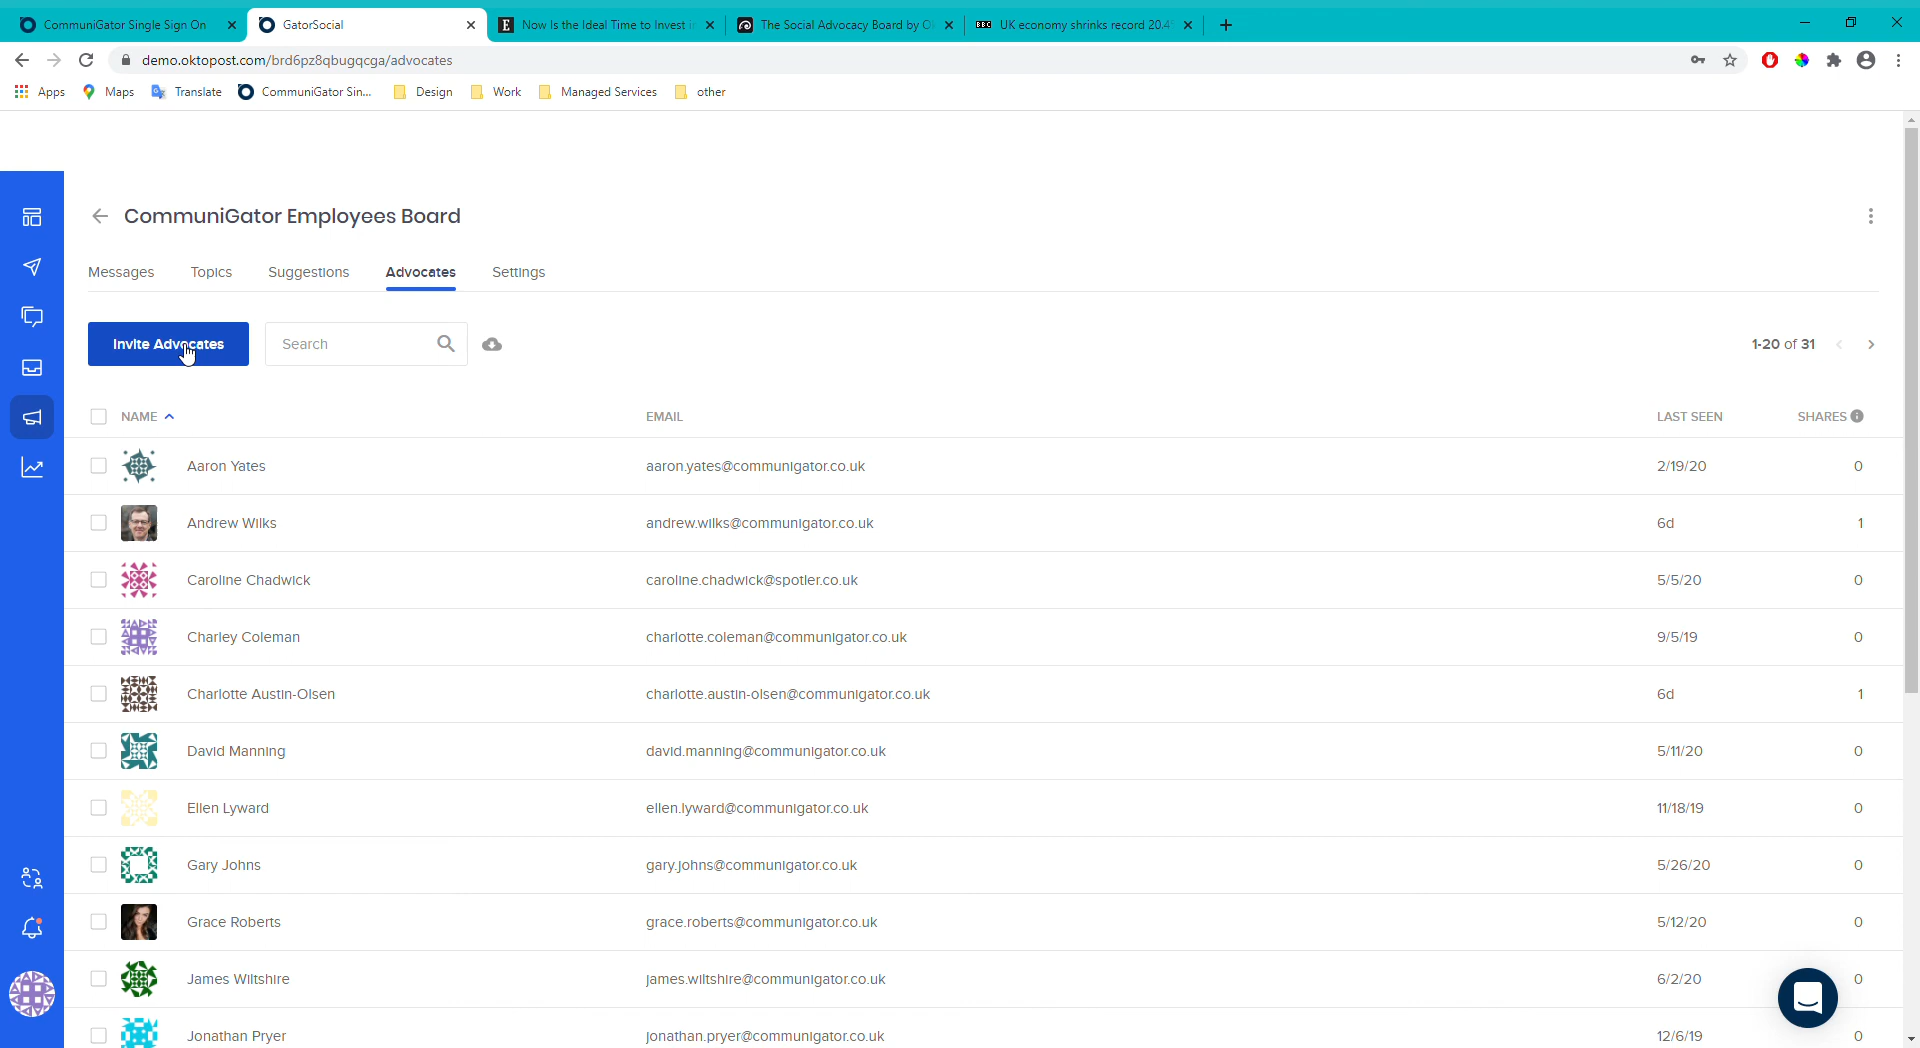 CommuniGator Single Sign On
GatorSocial
Now Is the Ideal Time to Invest i
The Social Advocacy Board by O
BBC UK economy shrinks record 20.4
demo.oktopost.com/brd6pz8qbugqcga/advocates
Apps Maps Translate CommuniGator Sin... Design Work Managed Services other
CommuniGator Employees Board
Messages Topics Suggestions Advocates Settings
Invite Advocates Search 1-20 of 31
NAME EMAIL LAST SEEN SHARES
Aaron Yates aaron.yates@communigator.co.uk 2/19/20 0
Andrew Wilks andrew.wilks@communigator.co.uk 6d 1
Caroline Chadwick caroline.chadwick@spotler.co.uk 5/5/20 0
Charley Coleman charlotte.coleman@communigator.co.uk 9/5/19 0
Charlotte Austin-Olsen charlotte.austin-olsen@communigator.co.uk 6d 1
David Manning david.manning@communigator.co.uk 5/11/20 0
Ellen Lyward ellen.lyward@communigator.co.uk 11/18/19 0
Gary Johns gary.johns@communigator.co.uk 5/26/20 0
Grace Roberts grace.roberts@communigator.co.uk 5/12/20 0
James Wiltshire james.wiltshire@communigator.co.uk 6/2/20 0
Jonathan Pryer jonathan.pryer@communigator.co.uk 12/6/19 0